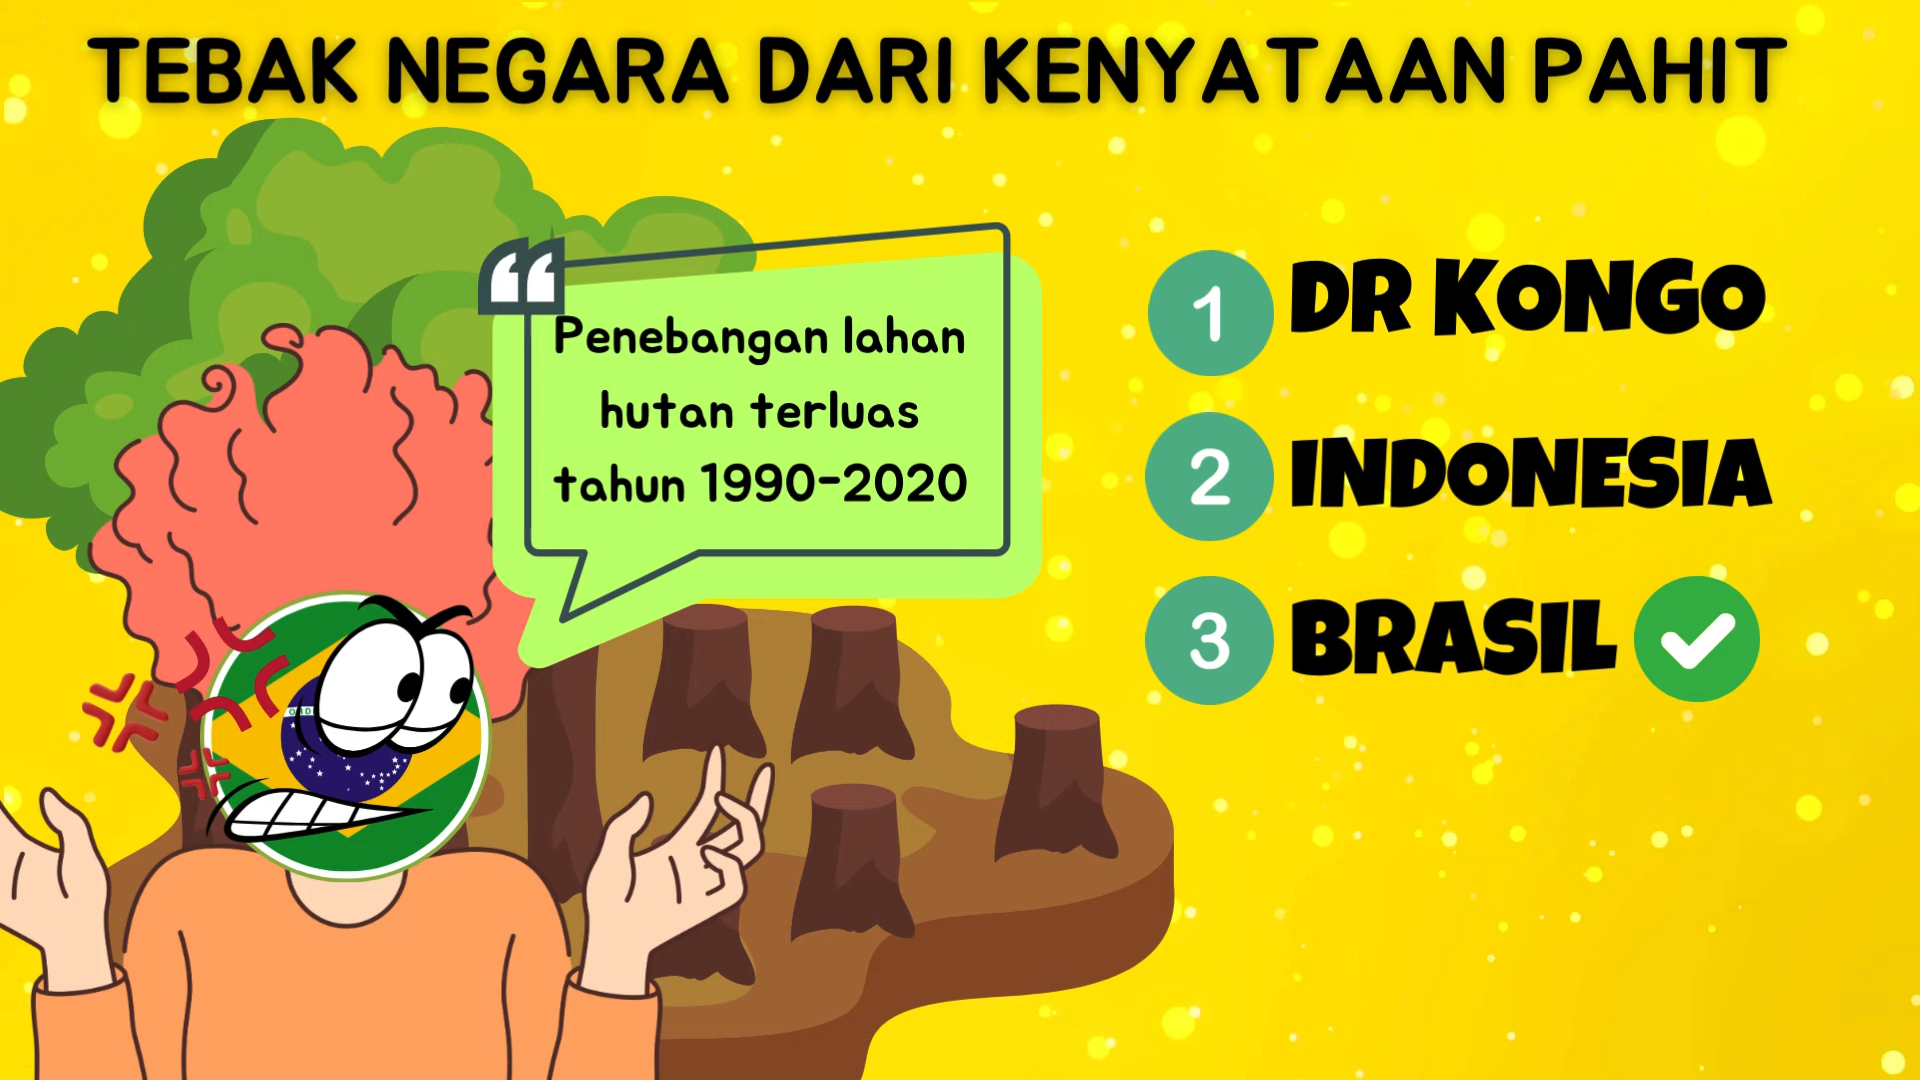 TEBAK NEGARA DARI KENYATAAN PAHIT
Penebangan lahan
hutan terluas
tahun 1990-2020
1 DR KONGO
2 INDONESIA
3 BRASIL